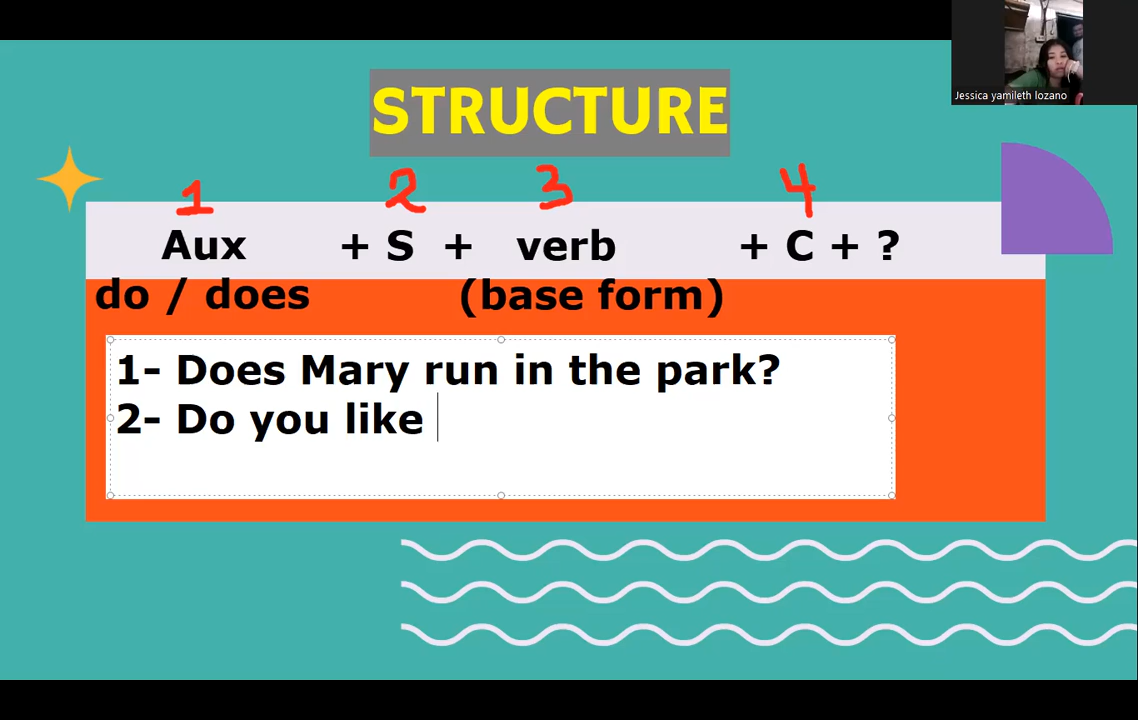 Jessica yamileth lozano
STRUCTURE
1 2 3 4
Aux + S + verb + C + ?
do / does (base form)
1- Does Mary run in the park?
2- Do you like